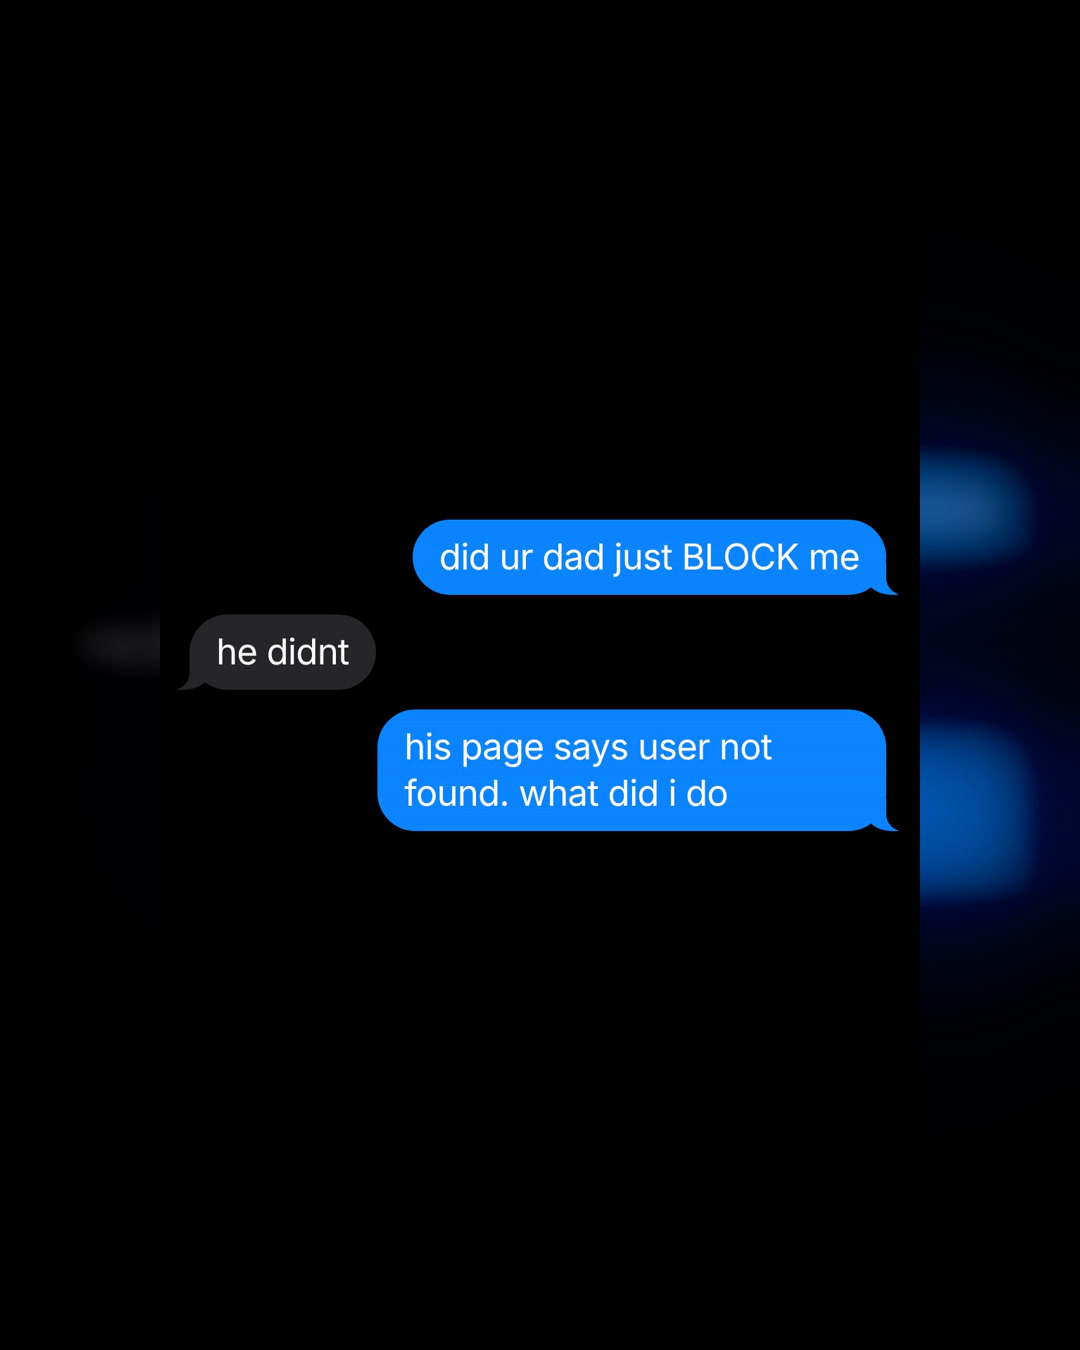 did ur dad just BLOCK me
he didnt
his page says user not
found. what did i do